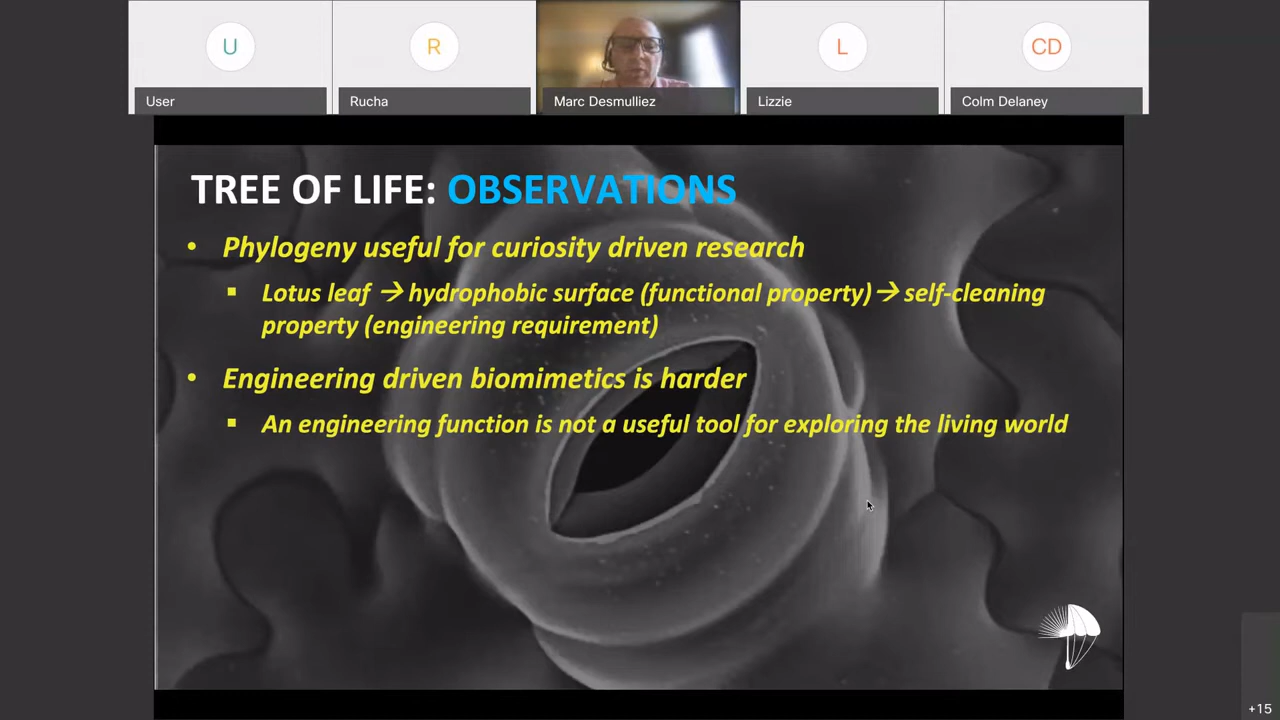 U
R
L
CD
User
Rucha
Marc Desmulliez
Lizzie
Colm Delaney
TREE OF LIFE: OBSERVATIONS
• Phylogeny useful for curiosity driven research
▪ Lotus leaf → hydrophobic surface (functional property) → self-cleaning
property (engineering requirement)
• Engineering driven biomimetics is harder
▪ An engineering function is not a useful tool for exploring the living world
+15